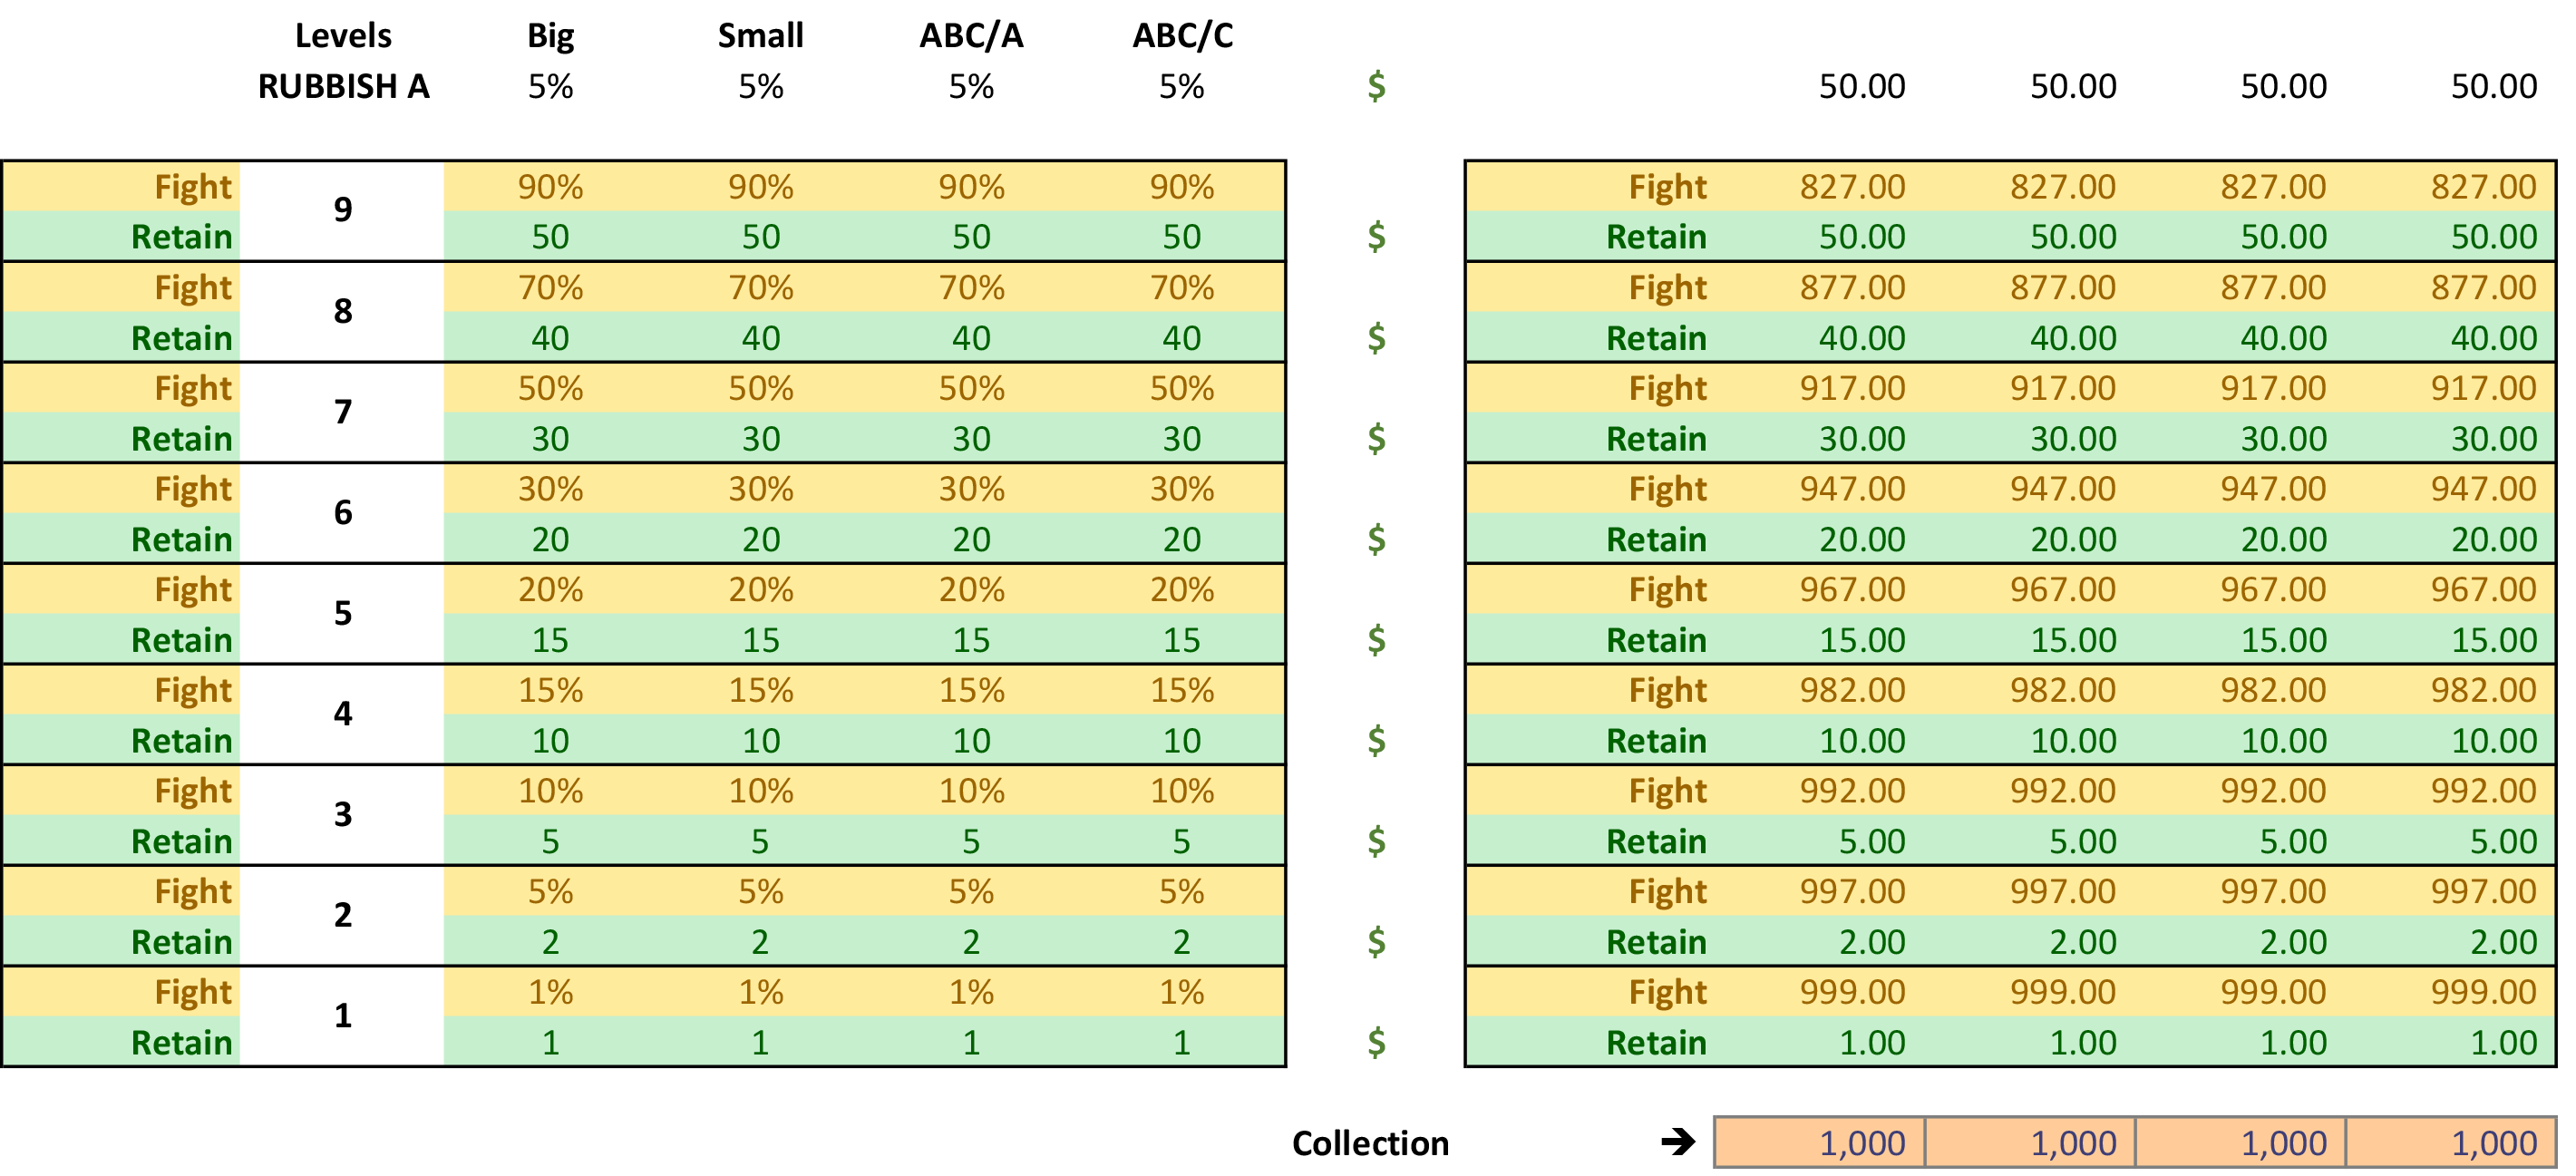 Levels Big Small ABC/A ABC/C
RUBBISH A 5% 5% 5% 5% $ 50.00 50.00 50.00 50.00
Fight 9 90% 90% 90% 90% Fight 827.00 827.00 827.00 827.00
Retain 50 50 50 50 $ Retain 50.00 50.00 50.00 50.00
Fight 8 70% 70% 70% 70% Fight 877.00 877.00 877.00 877.00
Retain 40 40 40 40 $ Retain 40.00 40.00 40.00 40.00
Fight 7 50% 50% 50% 50% Fight 917.00 917.00 917.00 917.00
Retain 30 30 30 30 $ Retain 30.00 30.00 30.00 30.00
Fight 6 30% 30% 30% 30% Fight 947.00 947.00 947.00 947.00
Retain 20 20 20 20 $ Retain 20.00 20.00 20.00 20.00
Fight 5 20% 20% 20% 20% Fight 967.00 967.00 967.00 967.00
Retain 15 15 15 15 $ Retain 15.00 15.00 15.00 15.00
Fight 4 15% 15% 15% 15% Fight 982.00 982.00 982.00 982.00
Retain 10 10 10 10 $ Retain 10.00 10.00 10.00 10.00
Fight 3 10% 10% 10% 10% Fight 992.00 992.00 992.00 992.00
Retain 5 5 5 5 $ Retain 5.00 5.00 5.00 5.00
Fight 2 5% 5% 5% 5% Fight 997.00 997.00 997.00 997.00
Retain 2 2 2 2 $ Retain 2.00 2.00 2.00 2.00
Fight 1 1% 1% 1% 1% Fight 999.00 999.00 999.00 999.00
Retain 1 1 1 1 $ Retain 1.00 1.00 1.00 1.00
Collection ➔ 1,000 1,000 1,000 1,000